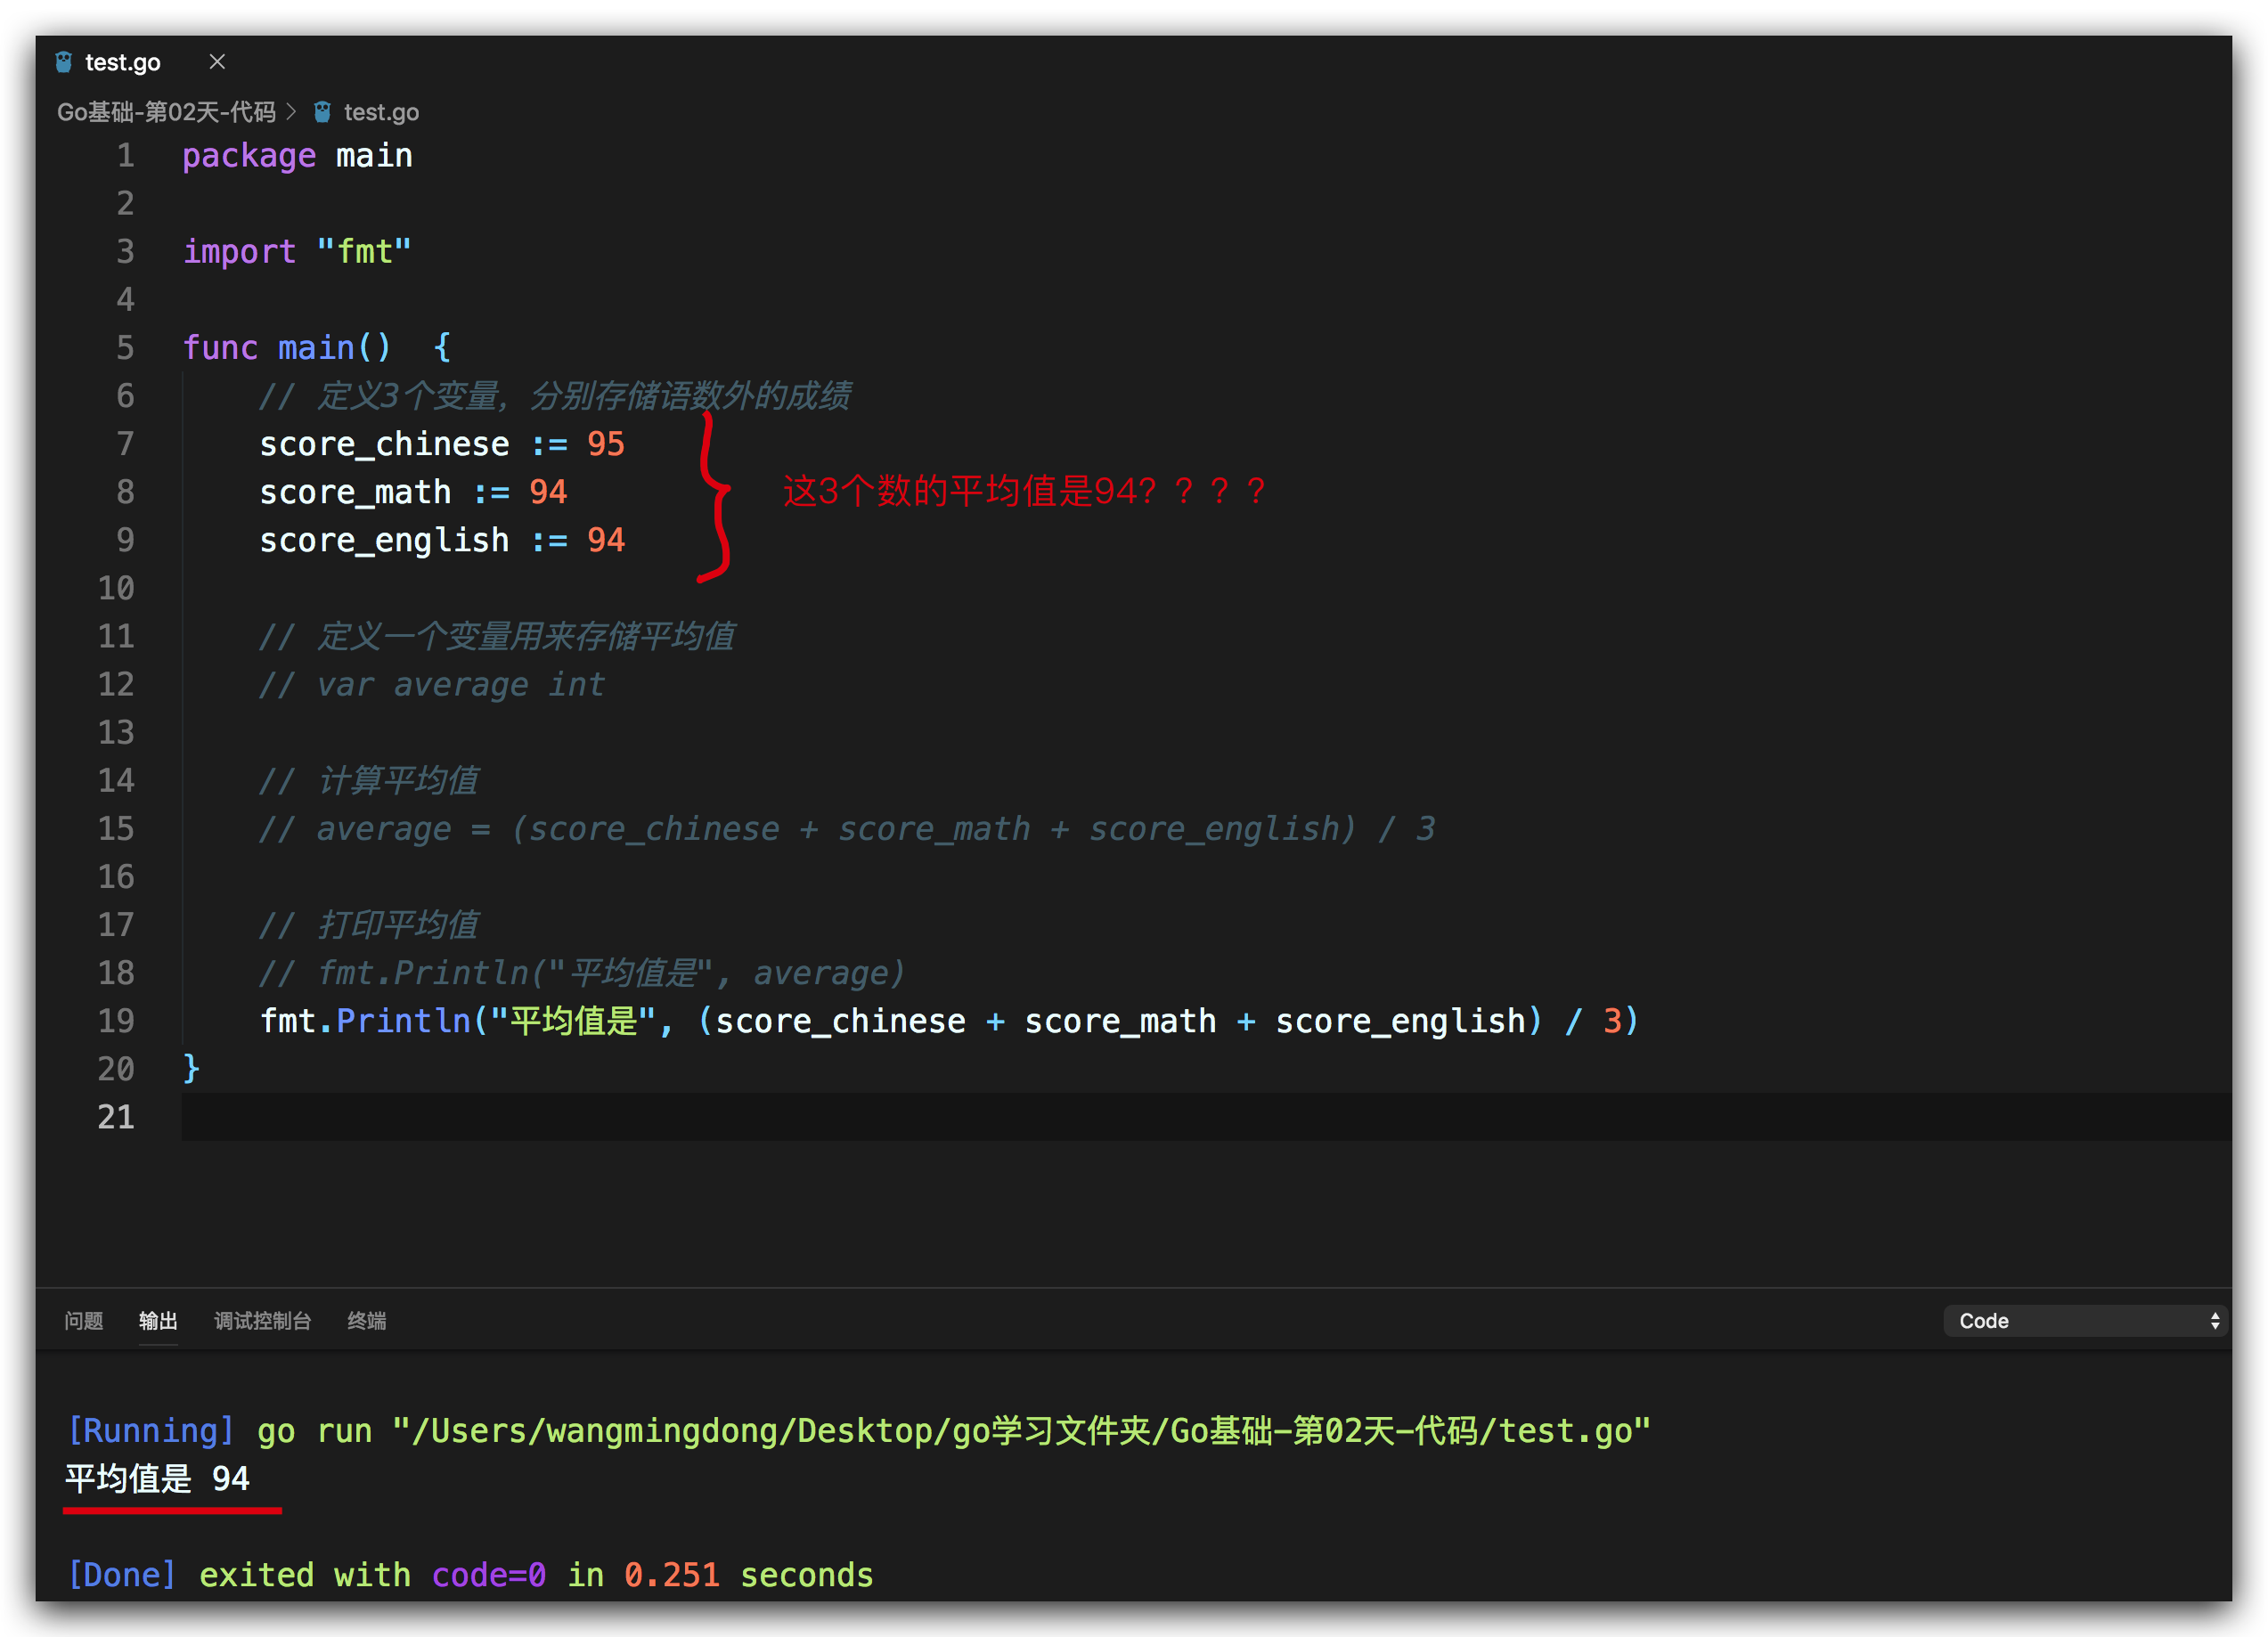 test.go
Go基础-第02天-代码 > test.go
1 package main
2
3 import "fmt"
4
5 func main()  {
6 // 定义3个变量，分别存储语数外的成绩
7 score_chinese := 95
8 score_math := 94
这3个数的平均值是94？？？？
9 score_english := 94
10
11 // 定义一个变量用来存储平均值
12 // var average int
13
14 // 计算平均值
15 // average = (score_chinese + score_math + score_english) / 3
16
17 // 打印平均值
18 // fmt.Println("平均值是", average)
19 fmt.Println("平均值是", (score_chinese + score_math + score_english) / 3)
20 }
21
问题 输出 调试控制台 终端 Code
[Running] go run "/Users/wangmingdong/Desktop/go学习文件夹/Go基础-第02天-代码/test.go"
平均值是 94
[Done] exited with code=0 in 0.251 seconds